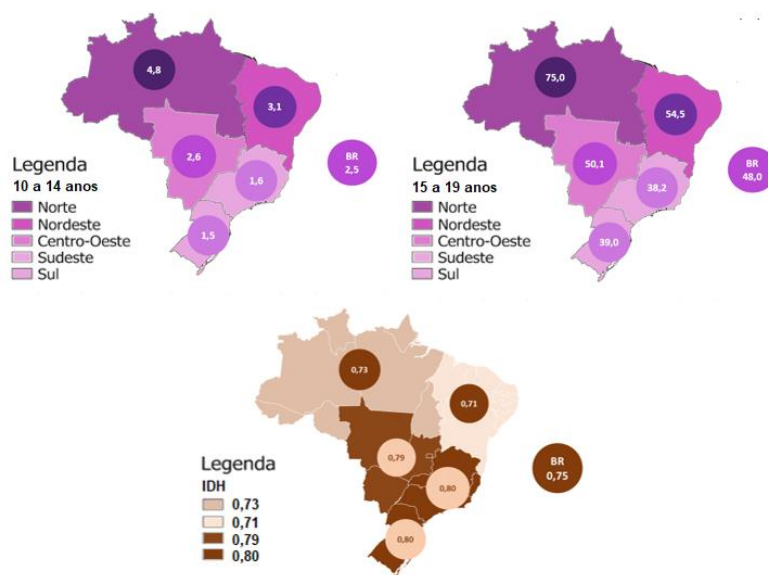 4,8
3,1
2,6
1,6
1,5
BR
2,5
Legenda
10 a 14 anos
Norte
Nordeste
Centro-Oeste
Sudeste
Sul
75,0
54,5
50,1
38,2
39,0
BR
48,0
Legenda
15 a 19 anos
Norte
Nordeste
Centro-Oeste
Sudeste
Sul
0,73
0,71
0,79
0,80
0,80
BR
0,75
Legenda
IDH
0,73
0,71
0,79
0,80